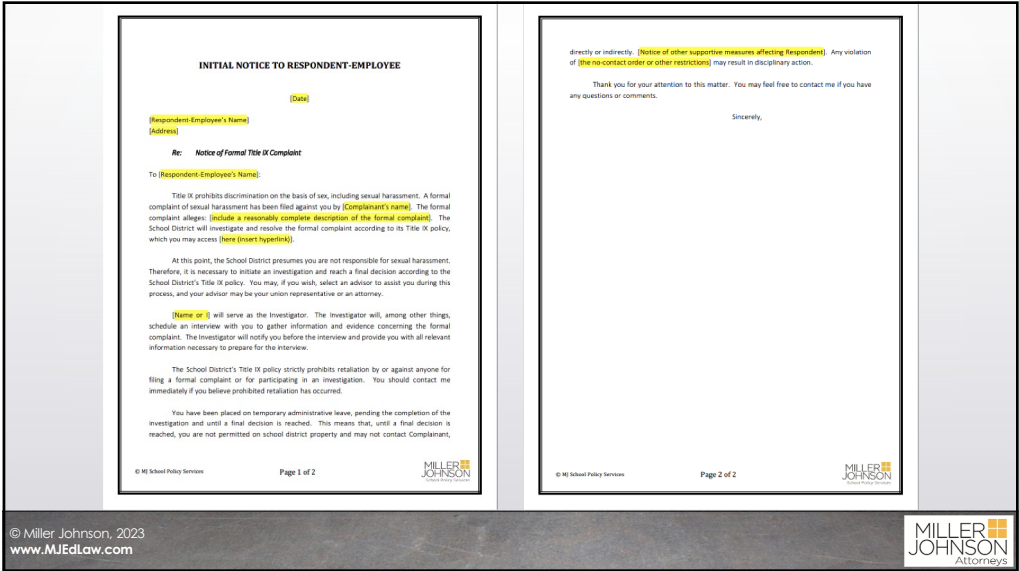 INITIAL NOTICE TO RESPONDENT-EMPLOYEE
[Date]
[Respondent-Employee's Name]
[Address]
Re: Notice of Formal Title IX Complaint
To [Respondent-Employee's Name]:
Title IX prohibits discrimination on the basis of sex, including sexual harassment. A formal
complaint of sexual harassment has been filed against you by [Complainant's name]. The formal
complaint alleges: [include a reasonably complete description of the formal complaint]. The
School District will investigate and resolve the formal complaint according to its Title IX policy,
which you may access [here (insert hyperlink)].
At this point, the School District presumes you are not responsible for sexual harassment.
Therefore, it is necessary to initiate an investigation and reach a final decision according to the
School District's Title IX policy. You may, if you wish, select an advisor to assist you during this
process, and your advisor may be your union representative or an attorney.
[Name or I] will serve as the Investigator. The Investigator will, among other things,
schedule an interview with you to gather information and evidence concerning the formal
complaint. The Investigator will notify you before the interview and provide you with all relevant
information necessary to prepare for the interview.
The School District's Title IX policy strictly prohibits retaliation by or against anyone for
filing a formal complaint or for participating in an investigation. You should contact me
immediately if you believe prohibited retaliation has occurred.
You have been placed on temporary administrative leave, pending the completion of the
investigation and until a final decision is reached. This means that, until a final decision is
reached, you are not permitted on school district property and may not contact Complainant,
© MJ School Policy Services
Page 1 of 2
MILLER
JOHNSON
School Policy Services
directly or indirectly. [Notice of other supportive measures affecting Respondent]. Any violation
of [the no-contact order or other restrictions] may result in disciplinary action.
Thank you for your attention to this matter. You may feel free to contact me if you have
any questions or comments.
Sincerely,
© MJ School Policy Services
Page 2 of 2
MILLER
JOHNSON
School Policy Services
© Miller Johnson, 2023
www.MJEdLaw.com
MILLER
JOHNSON
Attorneys